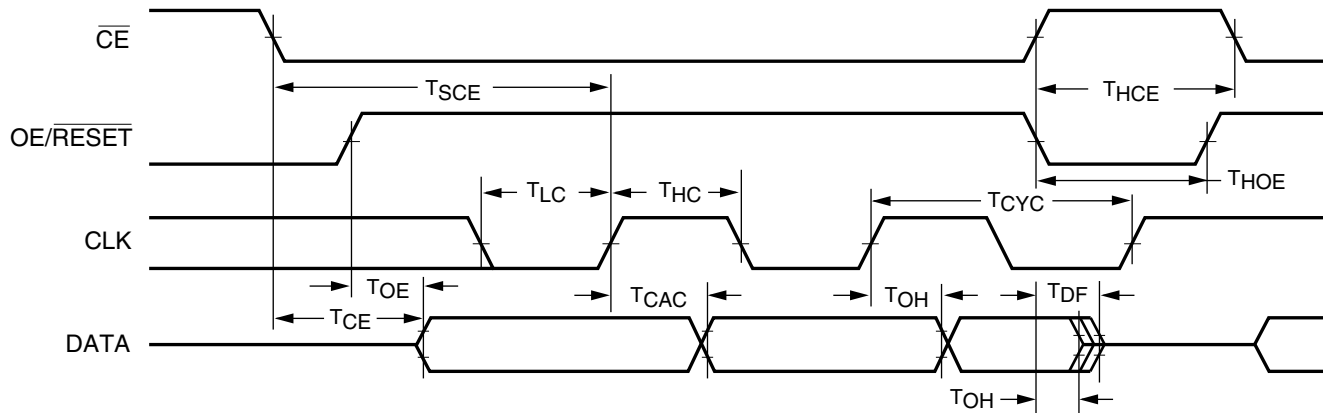 CE
TSCE
THCE
OE/RESET
TLC
THC
TCYC
THOE
CLK
TOE
TCAC
TOH
TDF
TCE
DATA
TOH